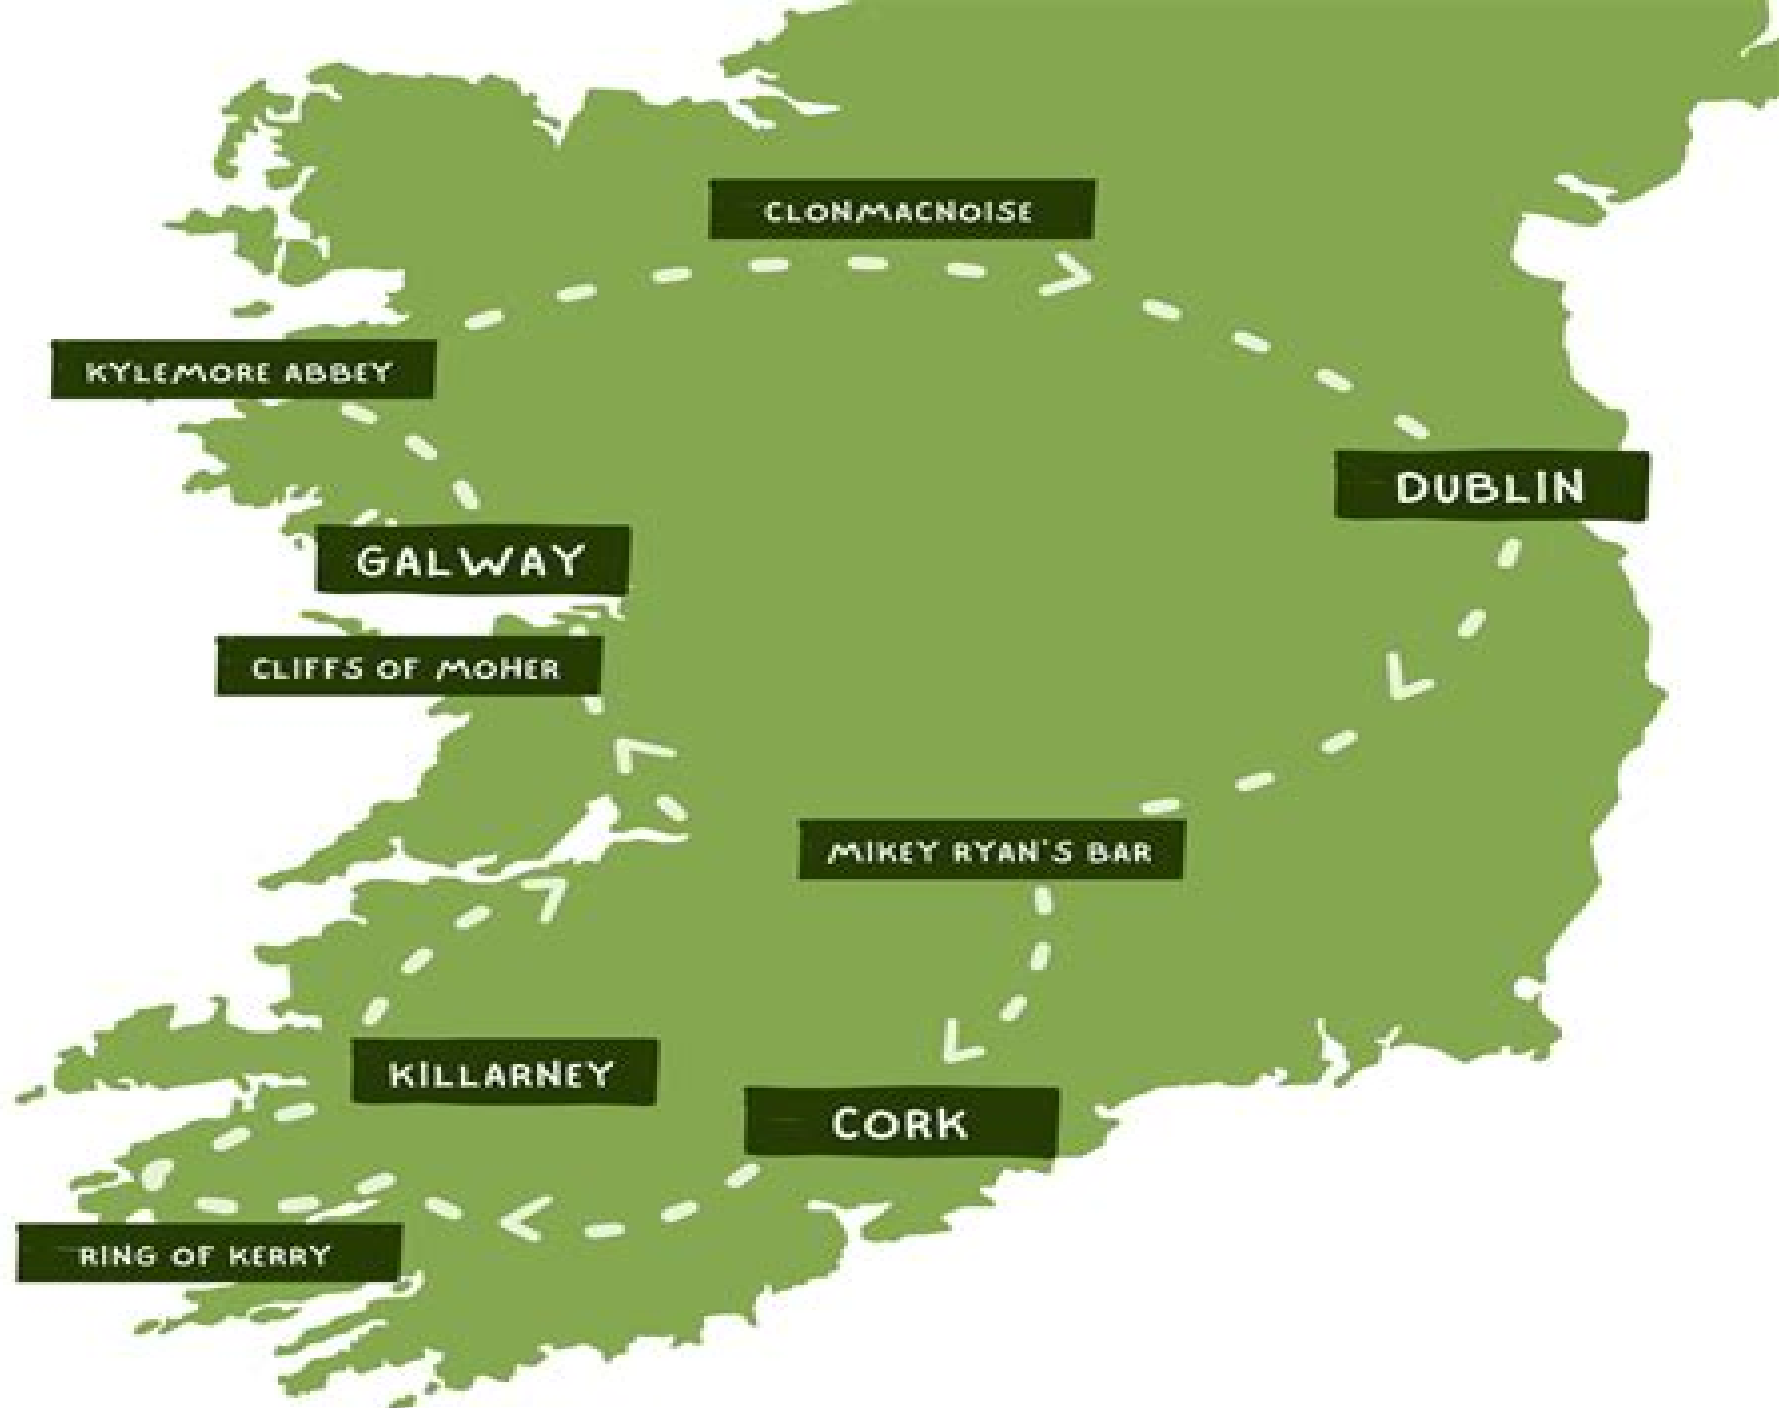 CLONMACNOISE
KYLEMORE ABBEY
DUBLIN
GALWAY
CLIFFS OF MOHER
MIKEY RYAN'S BAR
KILLARNEY
CORK
RING OF KERRY